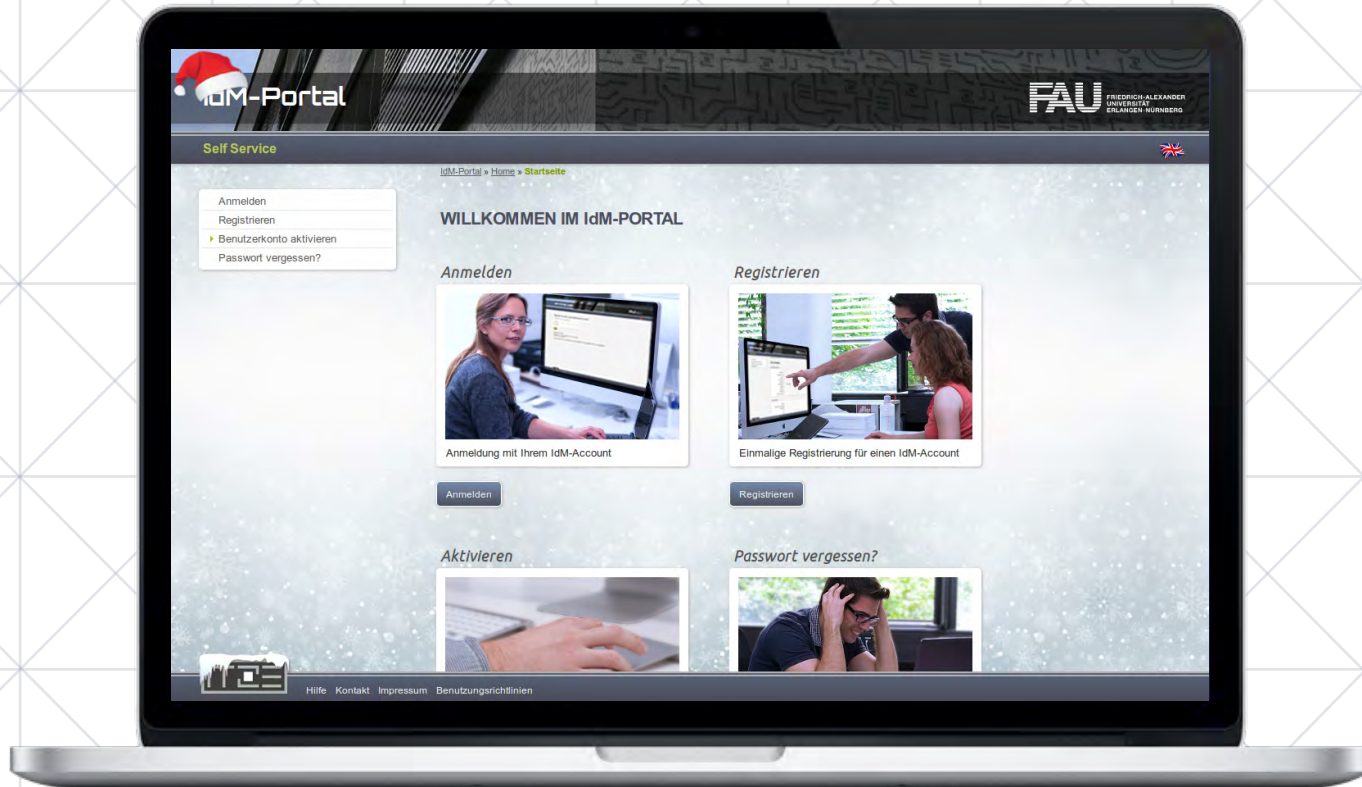 IdM-Portal
FAU FRIEDRICH-ALEXANDER
UNIVERSITÄT
ERLANGEN-NÜRNBERG
Self Service
IdM-Portal » Home » Startseite
Anmelden
Registrieren
Benutzerkonto aktivieren
Passwort vergessen?
WILLKOMMEN IM IdM-PORTAL
Anmelden
Registrieren
Anmeldung mit Ihrem IdM-Account
Einmalige Registrierung für einen IdM-Account
Anmelden
Registrieren
Aktivieren
Passwort vergessen?
Hilfe Kontakt Impressum Benutzungsrichtlinien